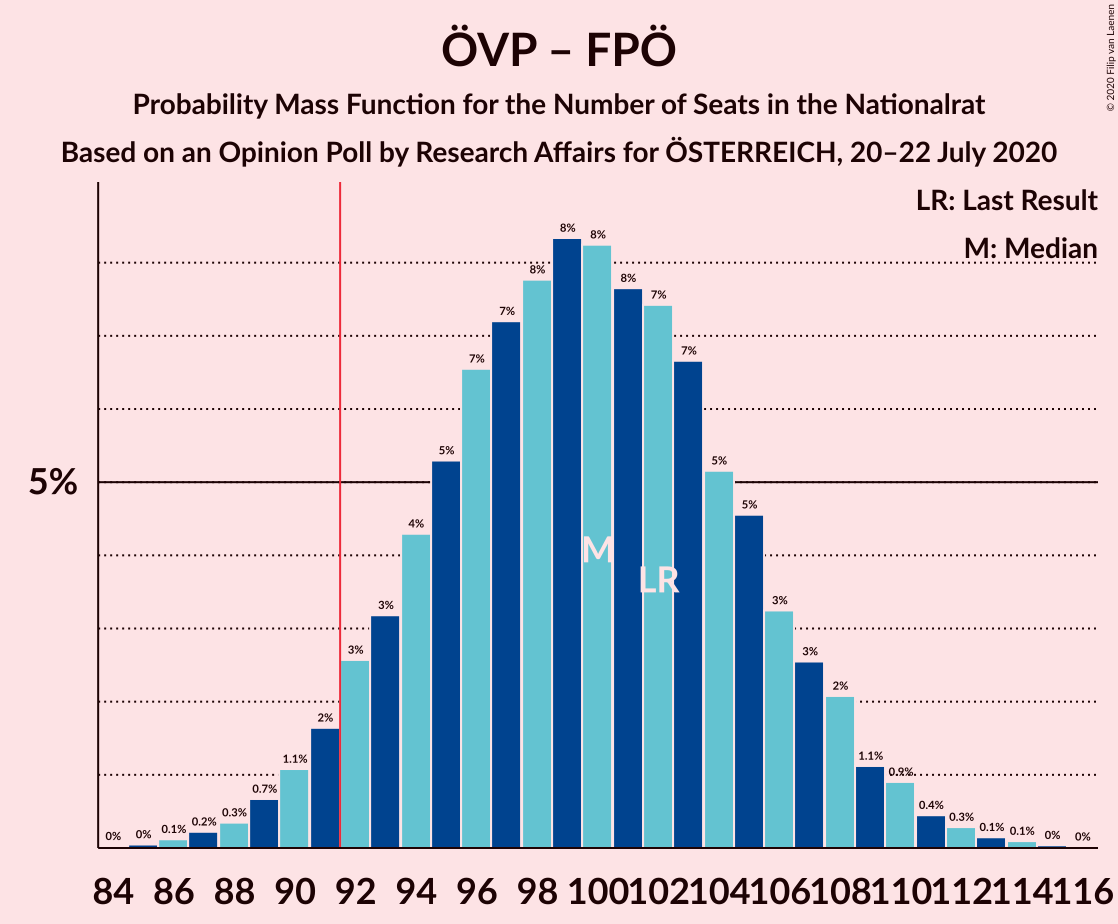 ÖVP – FPÖ
Probability Mass Function for the Number of Seats in the Nationalrat
Based on an Opinion Poll by Research Affairs for ÖSTERREICH, 20–22 July 2020
© 2020 Filip van Laenen
LR: Last Result
M: Median
5%
0% 0% 0.1% 0.2% 0.3% 0.7% 1.1% 2% 3% 3% 4% 5% 7% 7% 8% 8% 8% 8% 7% 7% 5% 5% 3% 3% 2% 1.1% 0.9% 0.4% 0.3% 0.1% 0.1% 0% 0%
M
LR
84 86 88 90 92 94 96 98 100 102 104 106 108 110 112 114 116